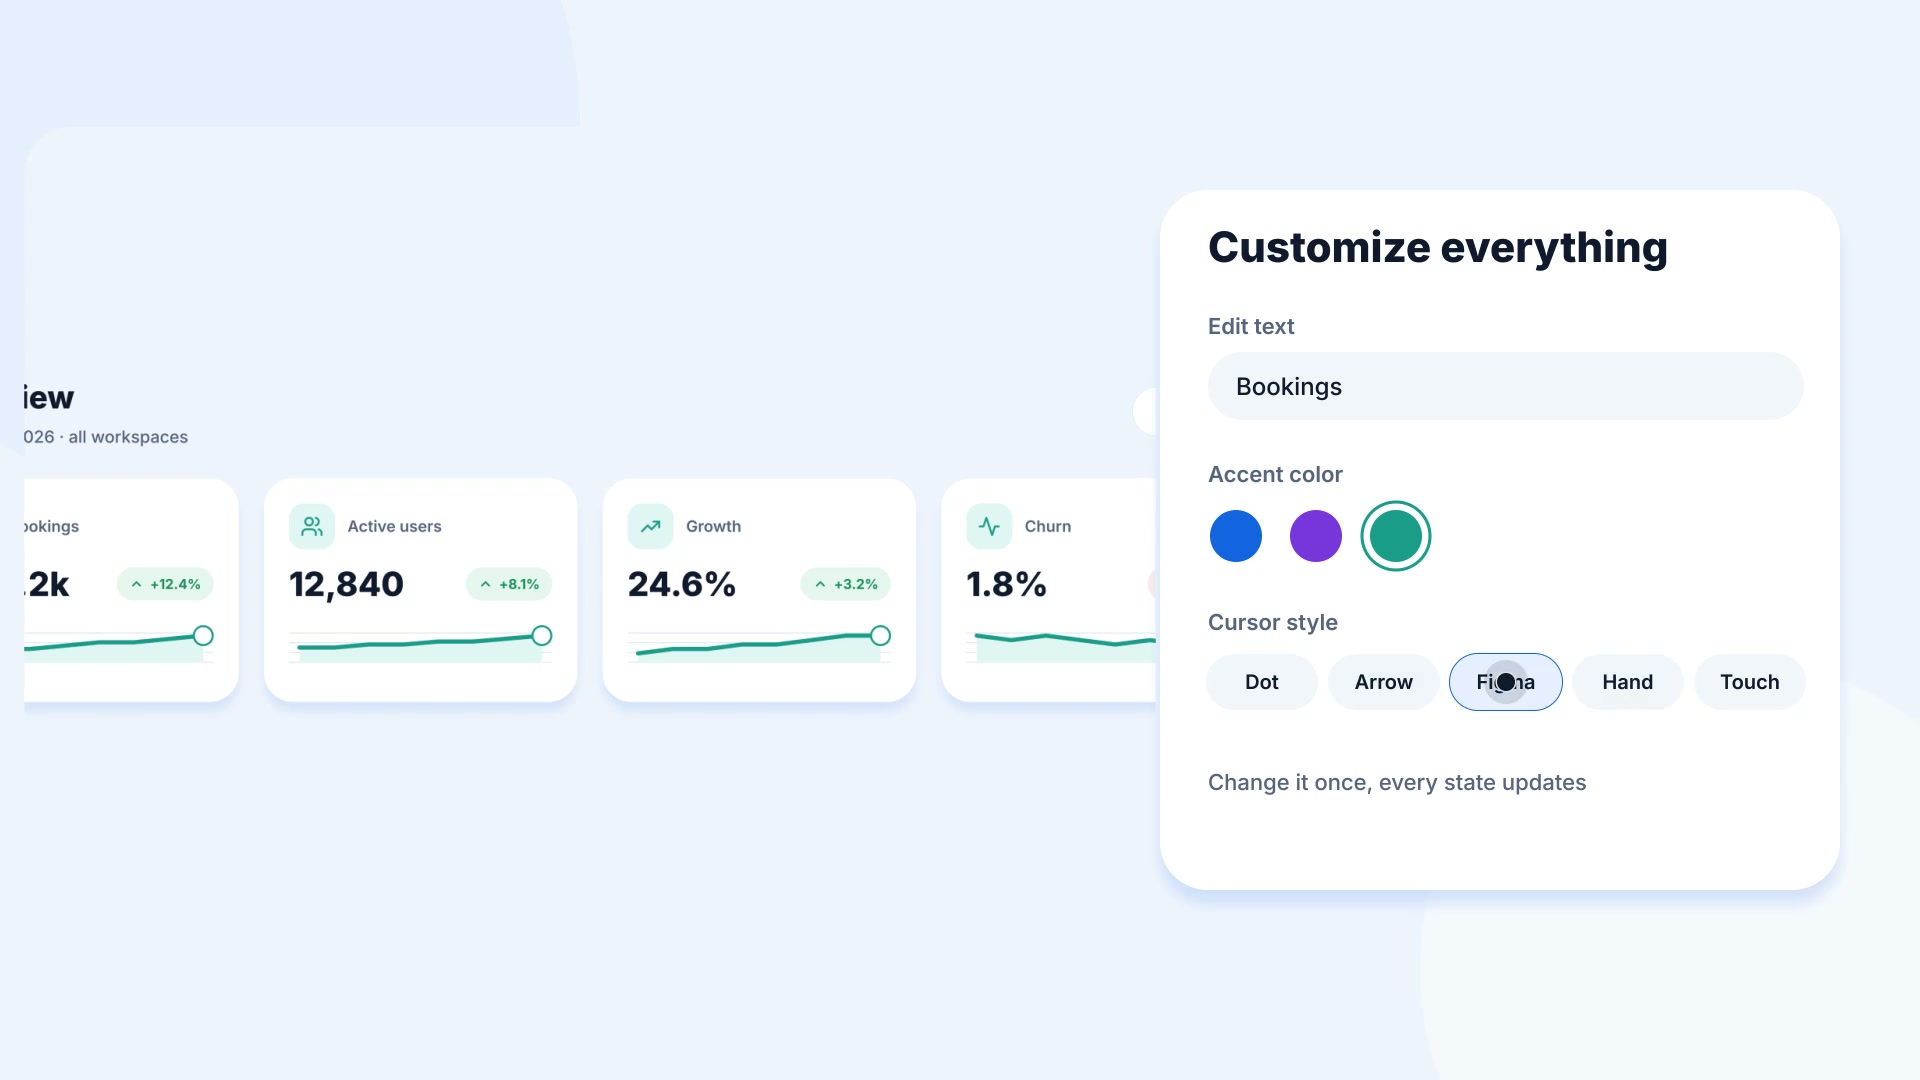 Customize everything
Edit text
Bookings
Accent color
Cursor style
Dot
Arrow
Hand
Touch
Change it once, every state updates
iew
026 · all workspaces
ookings
.2k
+12.4%
Active users
12,840
+8.1%
Growth
24.6%
+3.2%
Churn
1.8%